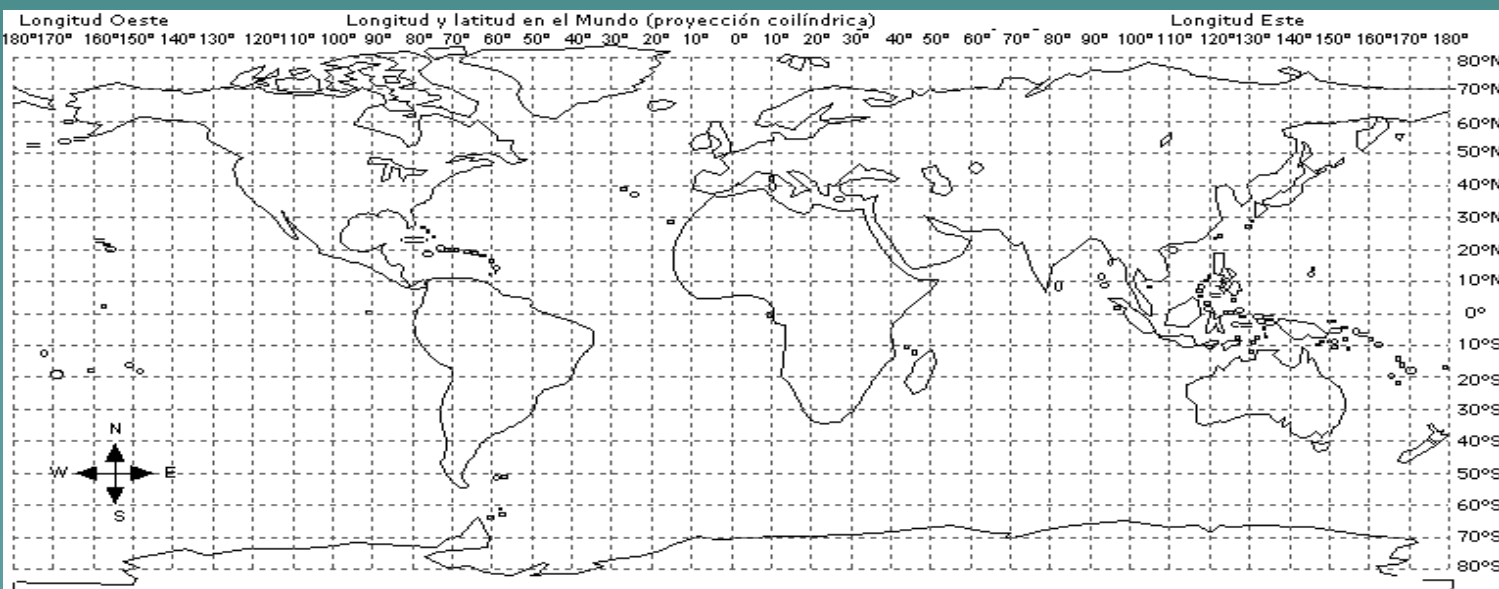 Longitud Oeste Longitud y latitud en el Mundo (proyección coilíndrica) Longitud Este
180°170° 160°150° 140°130° 120°110° 100° 90° 80° 70° 60° 50° 40° 30° 20° 10° 0° 10° 20° 30° 40° 50° 60° 70° 80° 90° 100° 110° 120° 130° 140° 150° 160°170° 180°
80°N
70°N
60°N
50°N
40°N
30°N
20°N
10°N
0°
10°S
20°S
30°S
40°S
50°S
60°S
70°S
80°S
N
W E
S